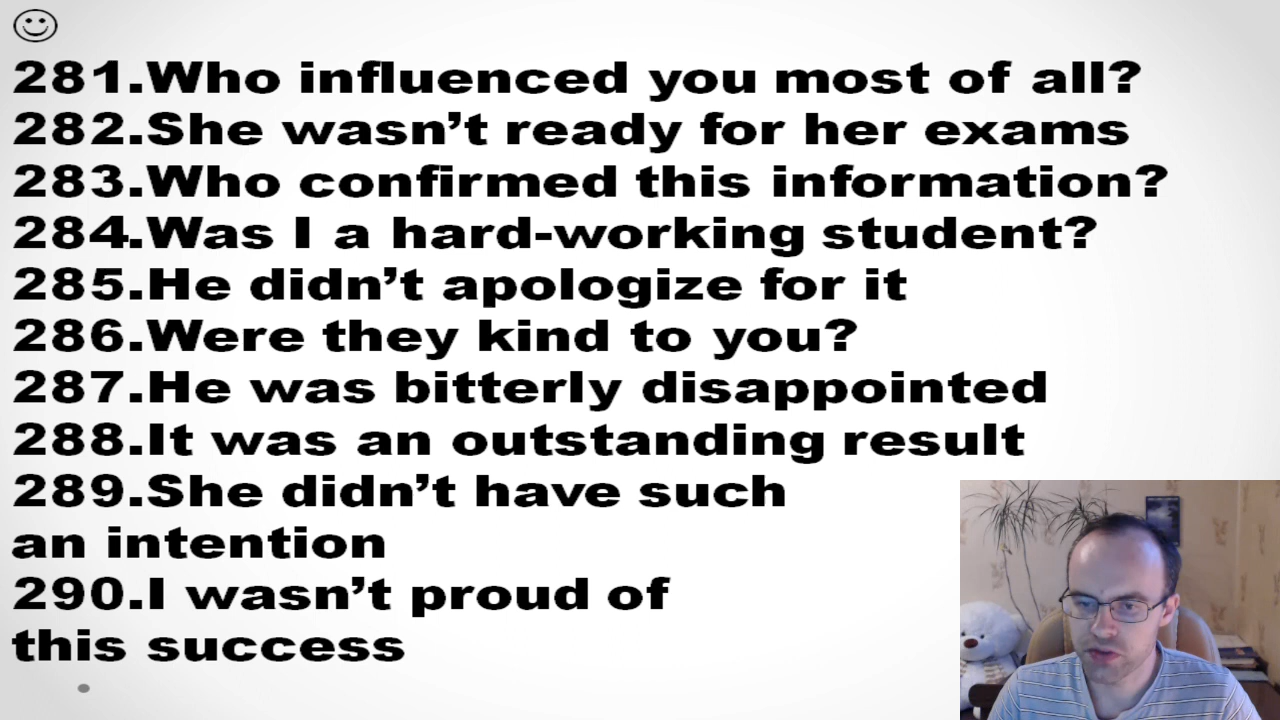 281.Who influenced you most of all?
282.She wasn't ready for her exams
283.Who confirmed this information?
284.Was I a hard-working student?
285.He didn't apologize for it
286.Were they kind to you?
287.He was bitterly disappointed
288.It was an outstanding result
289.She didn't have such
an intention
290.I wasn't proud of
this success